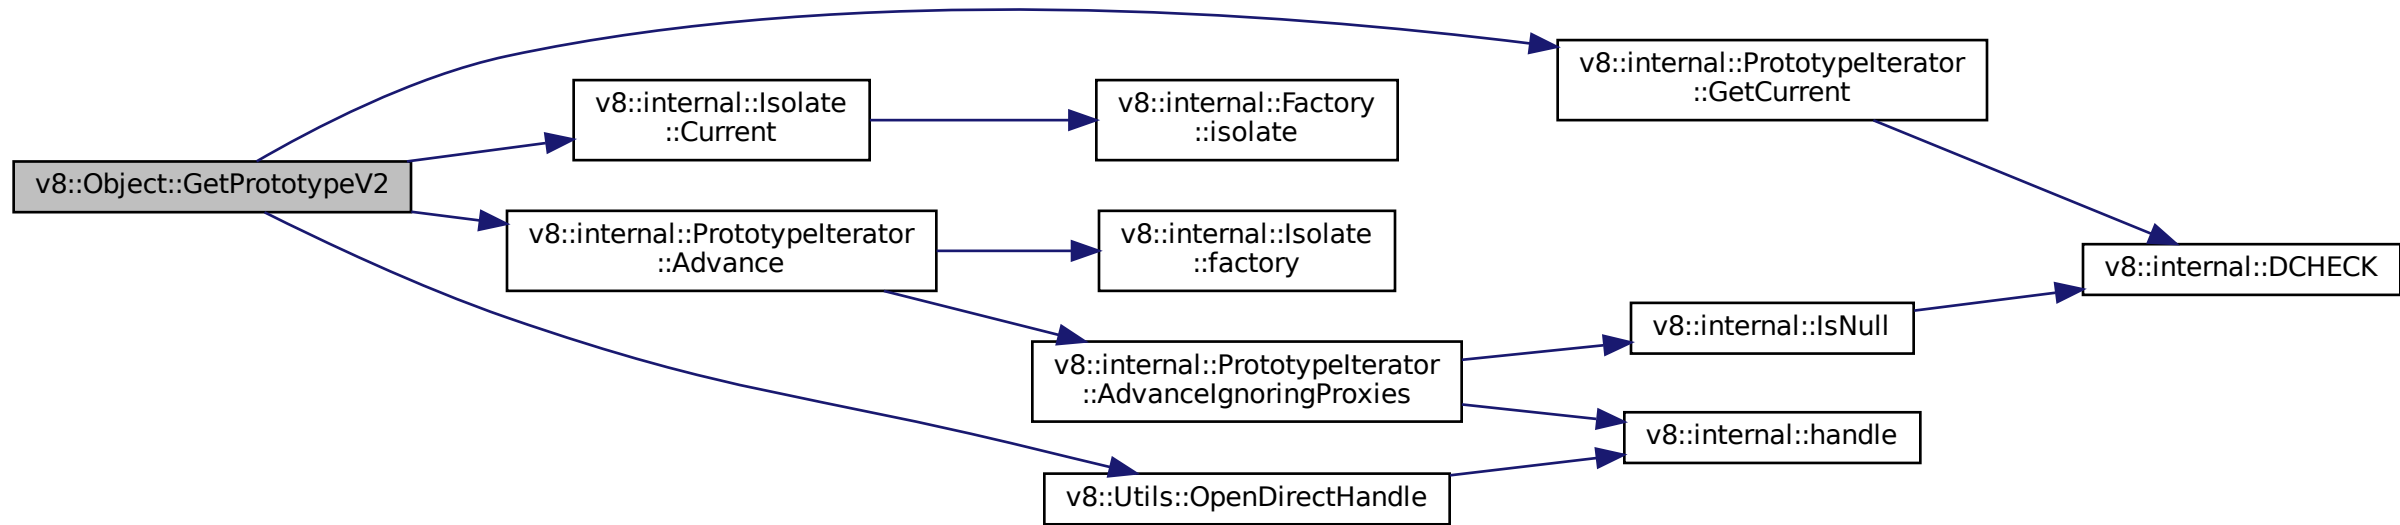 v8::Object::GetPrototypeV2
v8::internal::Isolate
::Current
v8::internal::Factory
::isolate
v8::internal::PrototypeIterator
::GetCurrent
v8::internal::PrototypeIterator
::Advance
v8::internal::Isolate
::factory
v8::internal::DCHECK
v8::internal::PrototypeIterator
::AdvanceIgnoringProxies
v8::internal::IsNull
v8::internal::handle
v8::Utils::OpenDirectHandle